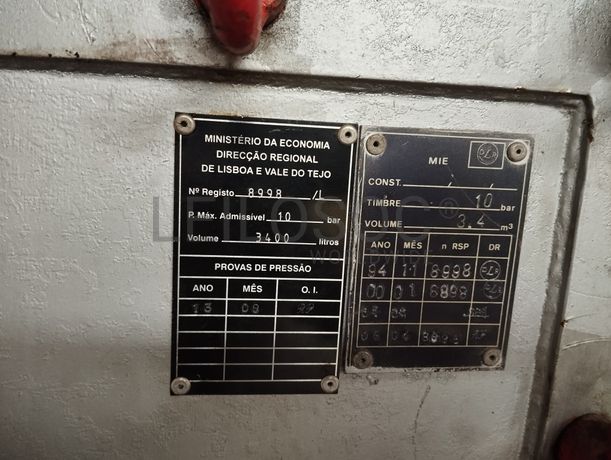 MINISTÉRIO DA ECONOMIA
DIRECÇÃO REGIONAL
DE LISBOA E VALE DO TEJO
Nº Registo 8998 /L
P. Máx. Admissível 10 bar
Volume 3400 litros
PROVAS DE PRESSÃO
ANO MÊS O. I.
13 08
MIE
CONST. / /
TIMBRE 10 bar
VOLUME 3.4 m³
ANO MÊS n RSP DR
94 11 8998
00 01 8998